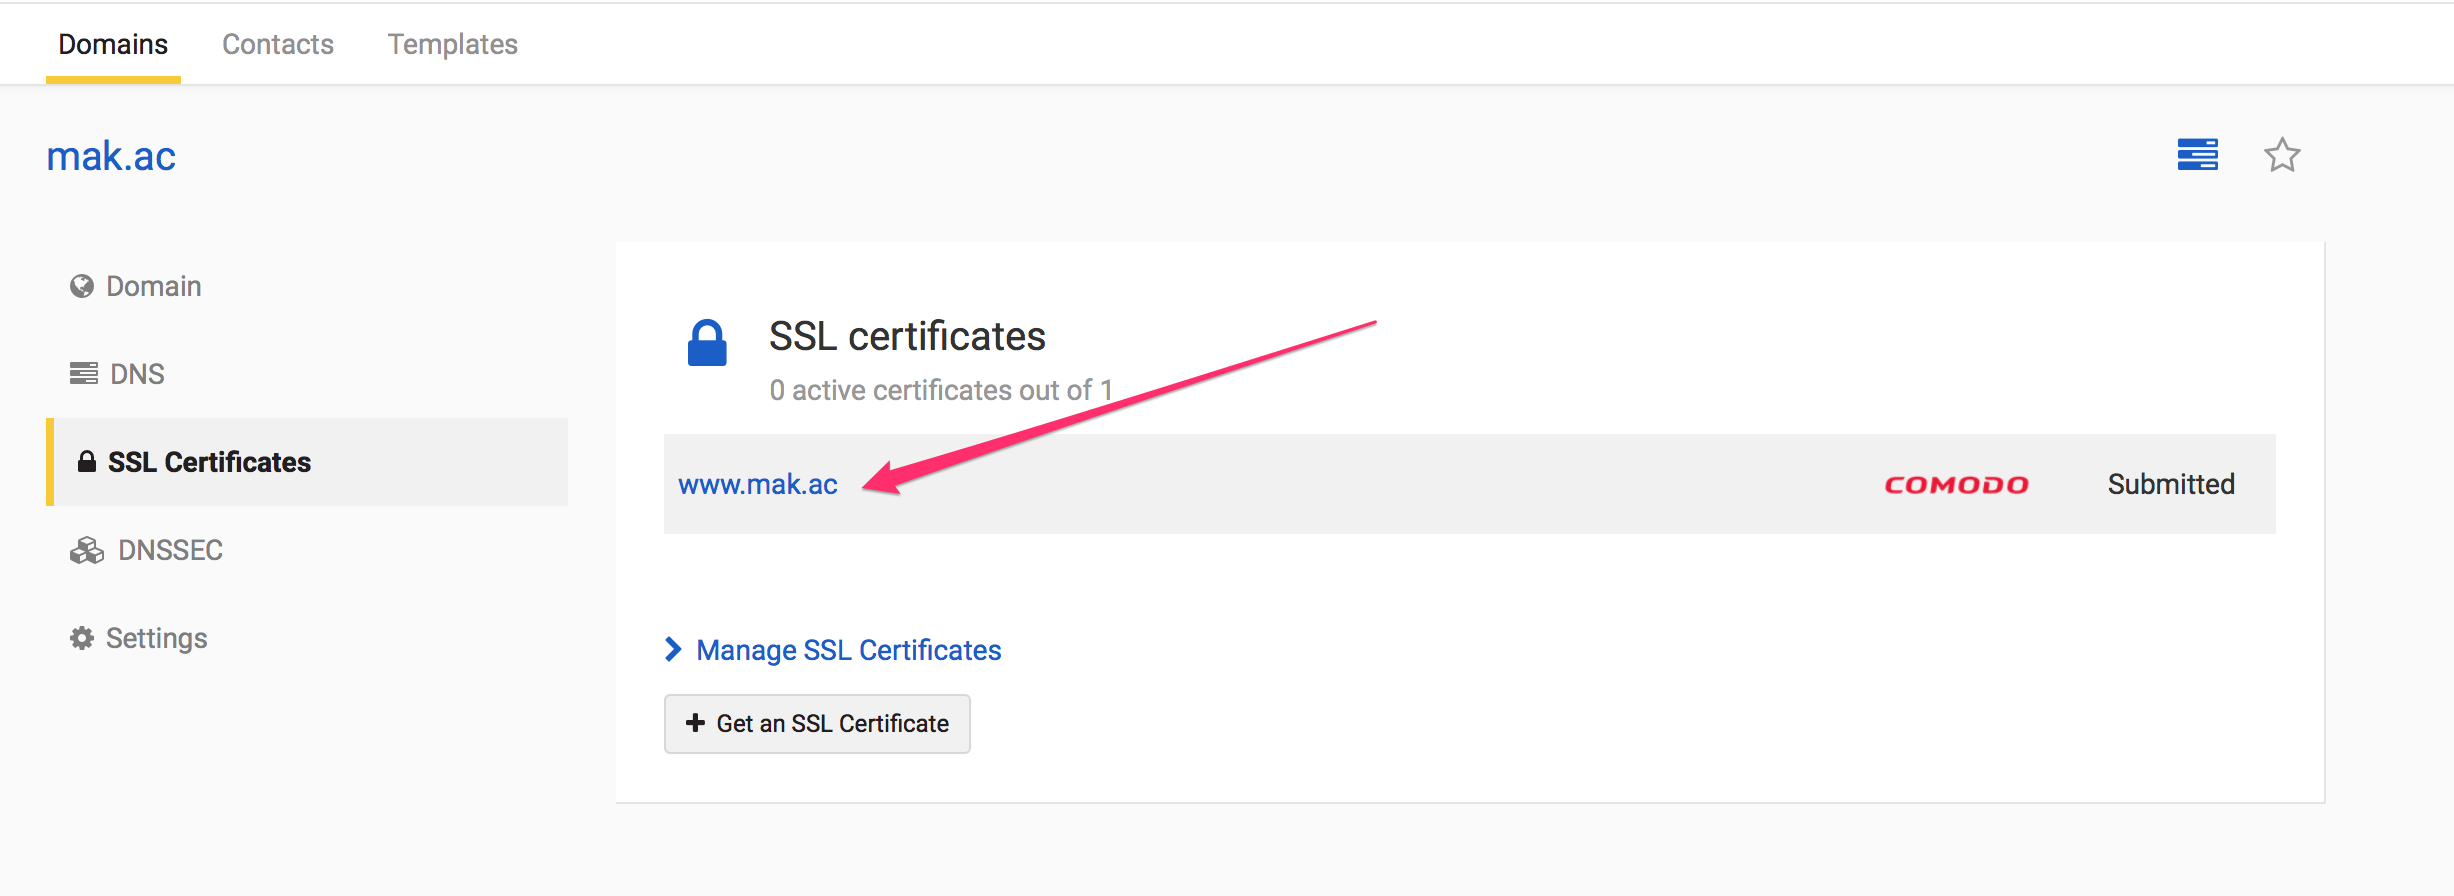 Domains Contacts Templates
mak.ac
Domain
DNS
SSL Certificates
DNSSEC
Settings
SSL certificates
0 active certificates out of 1
www.mak.ac COMODO Submitted
Manage SSL Certificates
Get an SSL Certificate